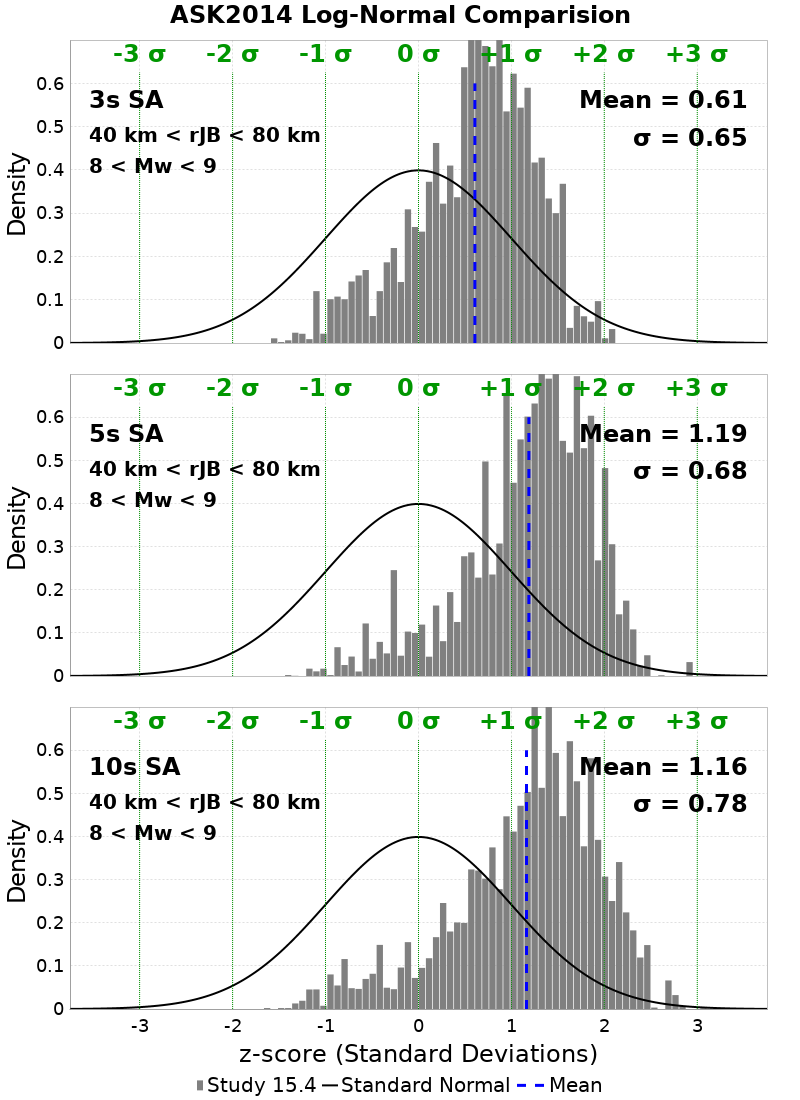 ASK2014 Log-Normal Comparision
-3 σ -2 σ -1 σ 0 σ +1 σ +2 σ +3 σ
3s SA
Mean = 0.61
40 km < rJB < 80 km
σ = 0.65
8 < Mw < 9
Density
0.6
0.5
0.4
0.3
0.2
0.1
0
-3 σ -2 σ -1 σ 0 σ +1 σ +2 σ +3 σ
5s SA
Mean = 1.19
40 km < rJB < 80 km
σ = 0.68
8 < Mw < 9
Density
0.6
0.5
0.4
0.3
0.2
0.1
0
-3 σ -2 σ -1 σ 0 σ +1 σ +2 σ +3 σ
10s SA
Mean = 1.16
40 km < rJB < 80 km
σ = 0.78
8 < Mw < 9
Density
0.6
0.5
0.4
0.3
0.2
0.1
0
-3 -2 -1 0 1 2 3
z-score (Standard Deviations)
Study 15.4 Standard Normal Mean